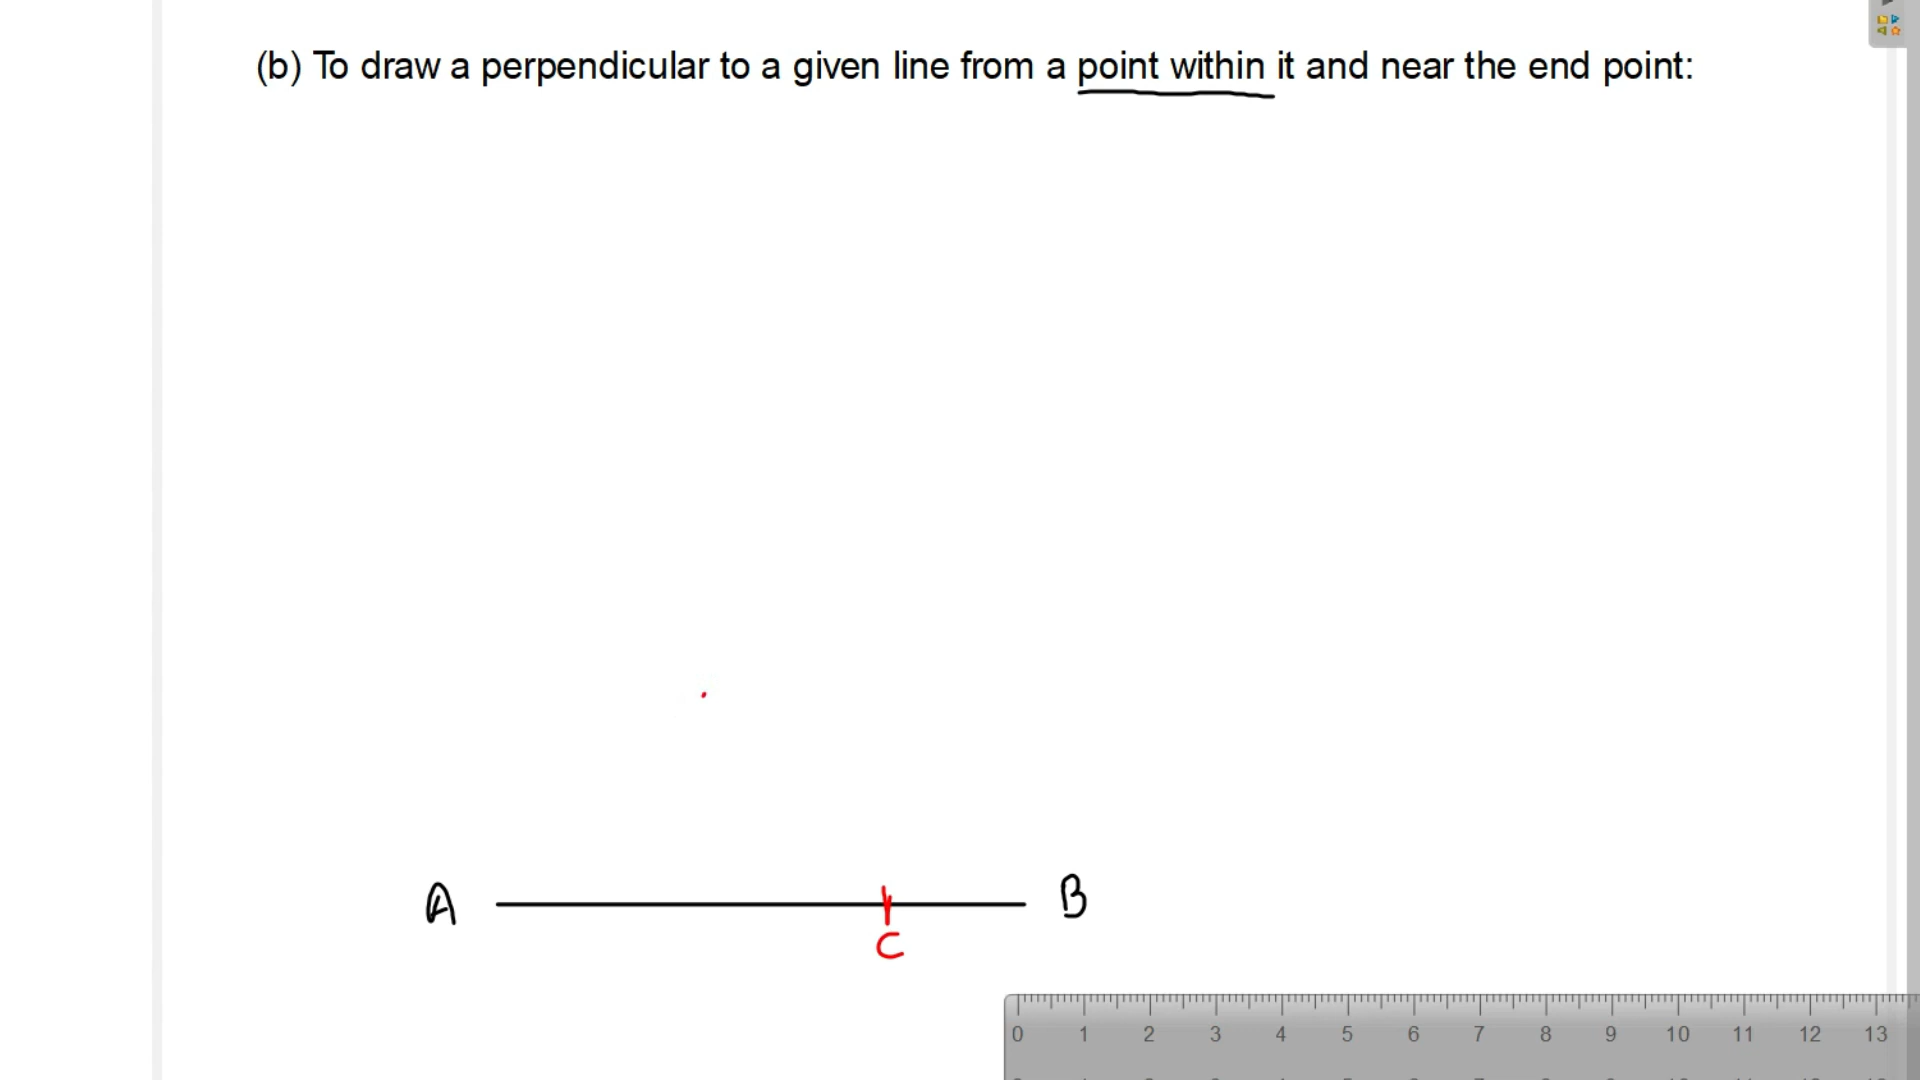 (b) To draw a perpendicular to a given line from a point within it and near the end point:
A B
C
0 1 2 3 4 5 6 7 8 9 10 11 12 13